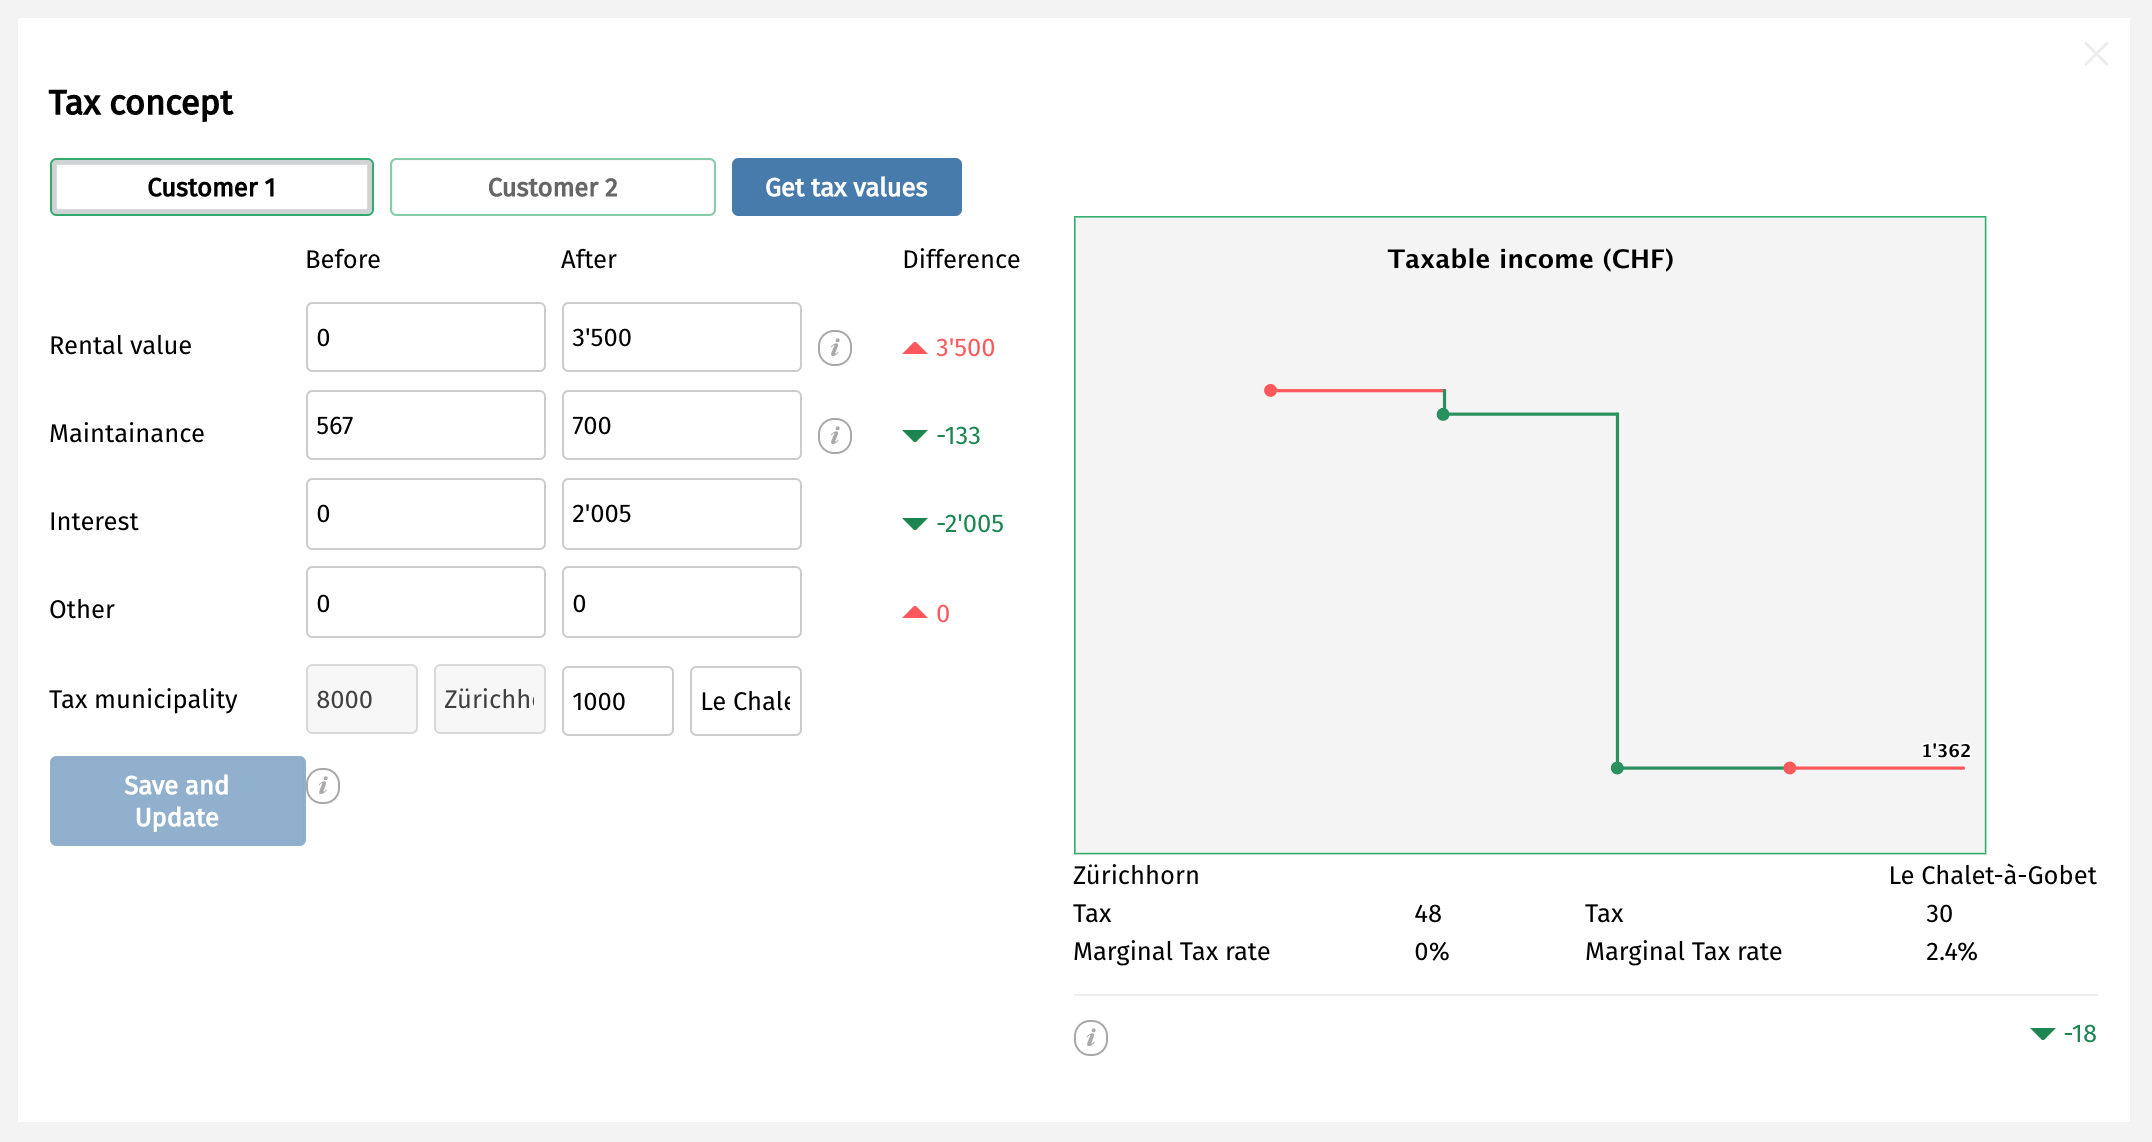 Tax concept
Customer 1 Customer 2 Get tax values
Before After Difference
Rental value 0 3'500 i 3'500
Maintainance 567 700 i -133
Interest 0 2'005 -2'005
Other 0 0 0
Tax municipality 8000 Zürichh 1000 Le Chale
Save and
Update
i
Taxable income (CHF)
1'362
Zürichhorn Le Chalet-à-Gobet
Tax 48 Tax 30
Marginal Tax rate 0% Marginal Tax rate 2.4%
i -18